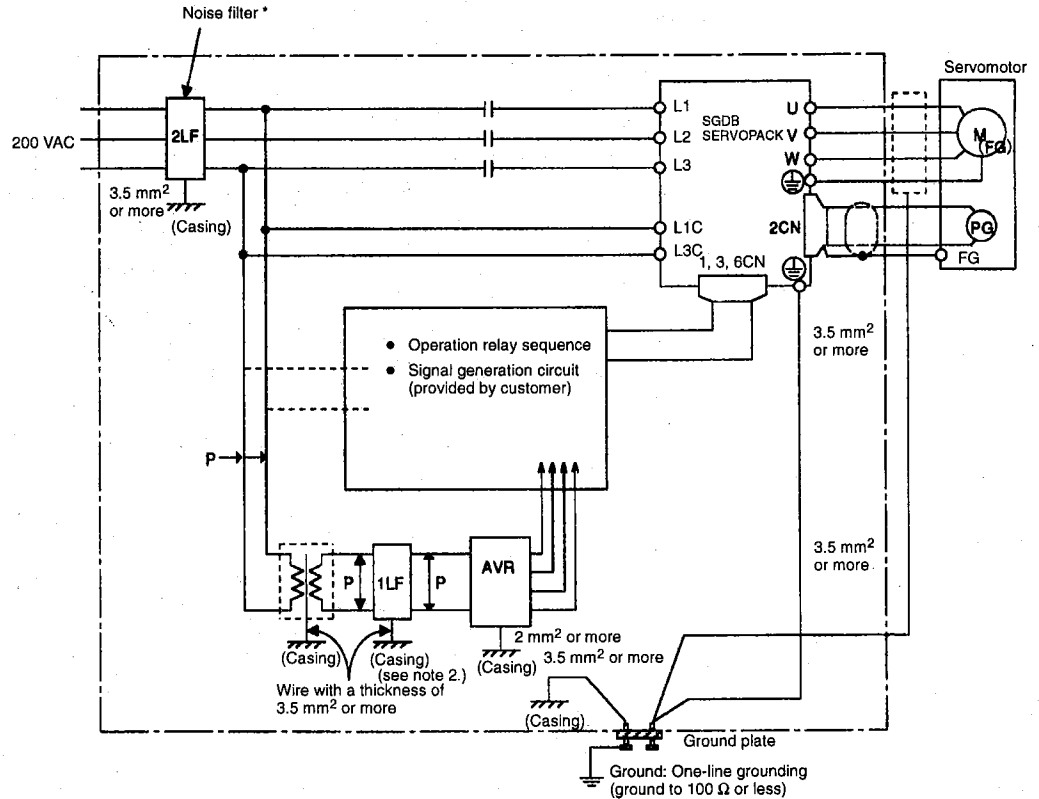 Noise filter *
Servomotor
200 VAC
2LF
L1
L2
L3
SGDB
SERVOPACK
U
V
W
M
(FG)
3.5 mm²
or more
(Casing)
L1C
L3C
2CN
PG
FG
1, 3, 6CN
3.5 mm²
or more
● Operation relay sequence
● Signal generation circuit
(provided by customer)
P
3.5 mm²
or more
P
1LF
P
AVR
2 mm² or more
(Casing)
(Casing)
(see note 2.)
(Casing)
3.5 mm² or more
Wire with a thickness of
3.5 mm² or more
(Casing)
Ground plate
Ground: One-line grounding
(ground to 100 Ω or less)